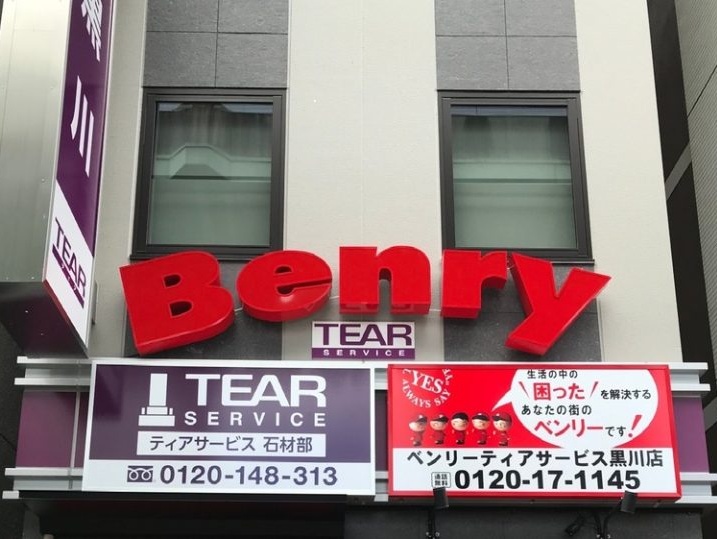 黒川
TEAR
Benry
TEAR
SERVICE
TEAR
SERVICE
ティアサービス 石材部
0120-148-313
YES
ALWAYS SAY
生活の中の
困った を解決する
あなたの街の
ベンリーです!
ベンリーティアサービス黒川店
通話無料 0120-17-1145